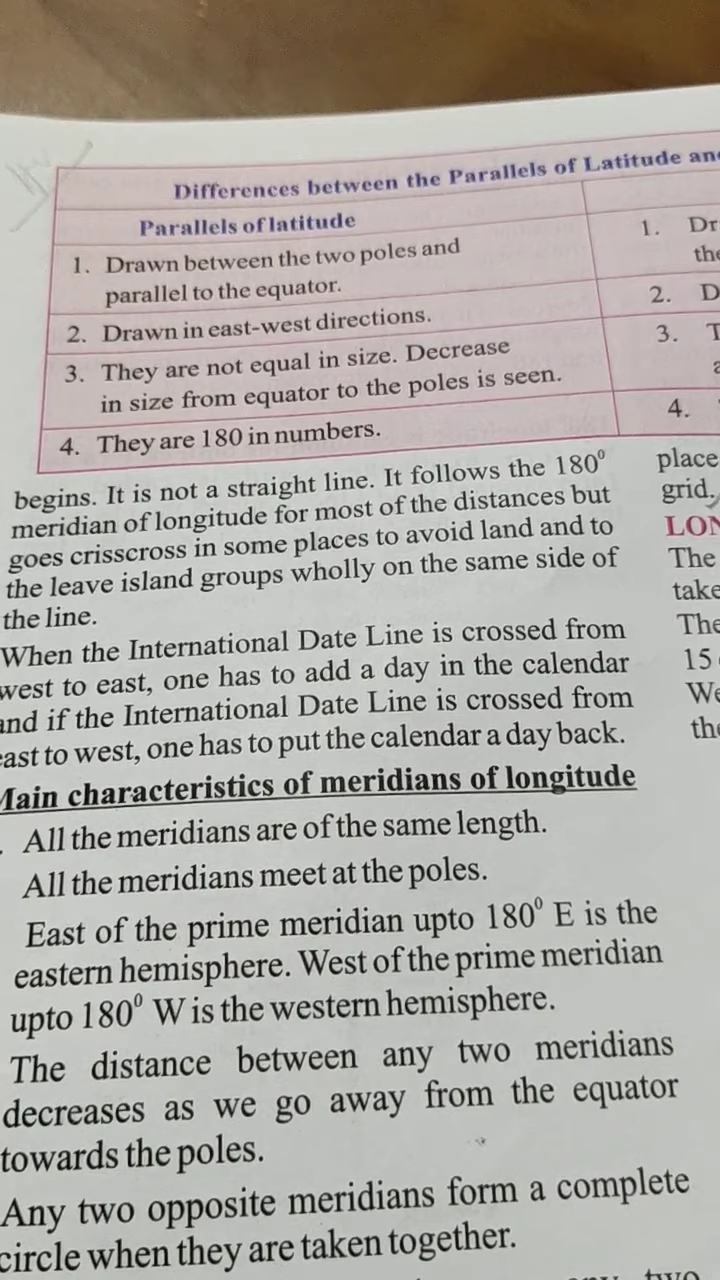 Differences between the Parallels of Latitude
Parallels of latitude
1. Drawn between the two poles and
parallel to the equator.
2. Drawn in east-west directions.
3. They are not equal in size. Decrease
in size from equator to the poles is seen.
4. They are 180 in numbers.
1.
2.
3.
4.
begins. It is not a straight line. It follows the 180⁰
meridian of longitude for most of the distances but
goes crisscross in some places to avoid land and to
the leave island groups wholly on the same side of
the line.
When the International Date Line is crossed from
west to east, one has to add a day in the calendar
and if the International Date Line is crossed from
east to west, one has to put the calendar a day back.
Main characteristics of meridians of longitude
All the meridians are of the same length.
All the meridians meet at the poles.
East of the prime meridian upto 180⁰ E is the
eastern hemisphere. West of the prime meridian
upto 180⁰ W is the western hemisphere.
The distance between any two meridians
decreases as we go away from the equator
towards the poles.
Any two opposite meridians form a complete
circle when they are taken together.
two
place
grid.
The
take
The
15